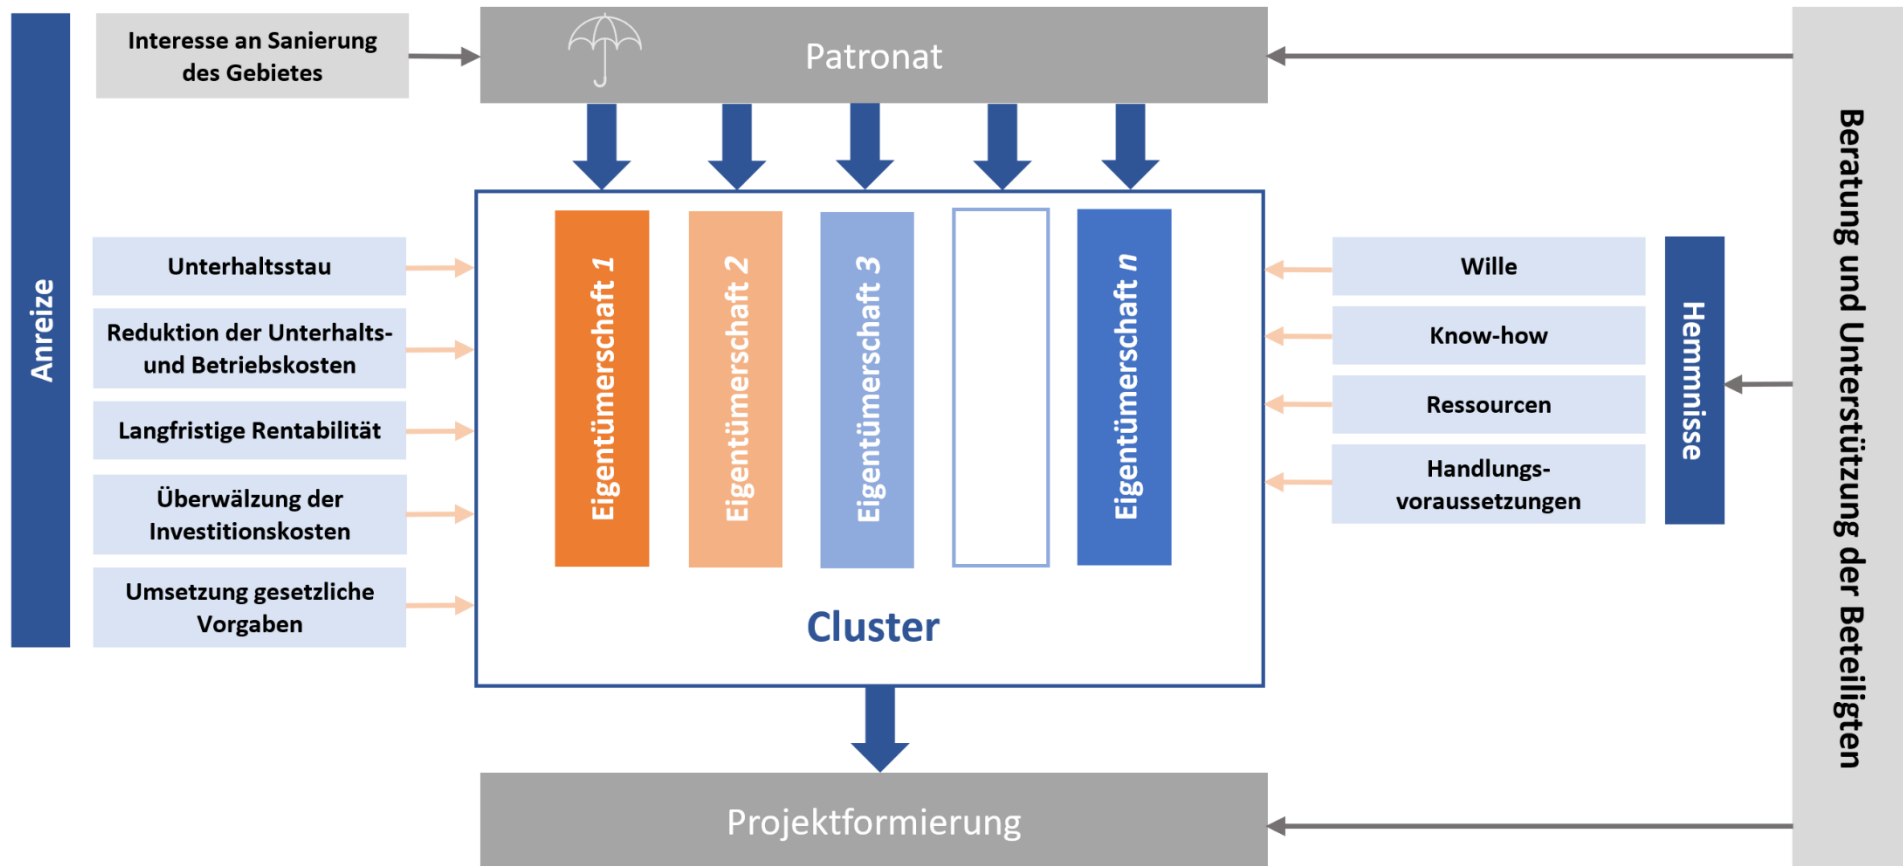 Anreize
Interesse an Sanierung
des Gebietes
Patronat
Unterhaltsstau
Reduktion der Unterhalts-
und Betriebskosten
Langfristige Rentabilität
Überwälzung der
Investitionskosten
Umsetzung gesetzliche
Vorgaben
Eigentümerschaft 1
Eigentümerschaft 2
Eigentümerschaft 3
Eigentümerschaft n
Cluster
Wille
Know-how
Ressourcen
Handlungs-
voraussetzungen
Hemmnisse
Beratung und Unterstützung der Beteiligten
Projektformierung